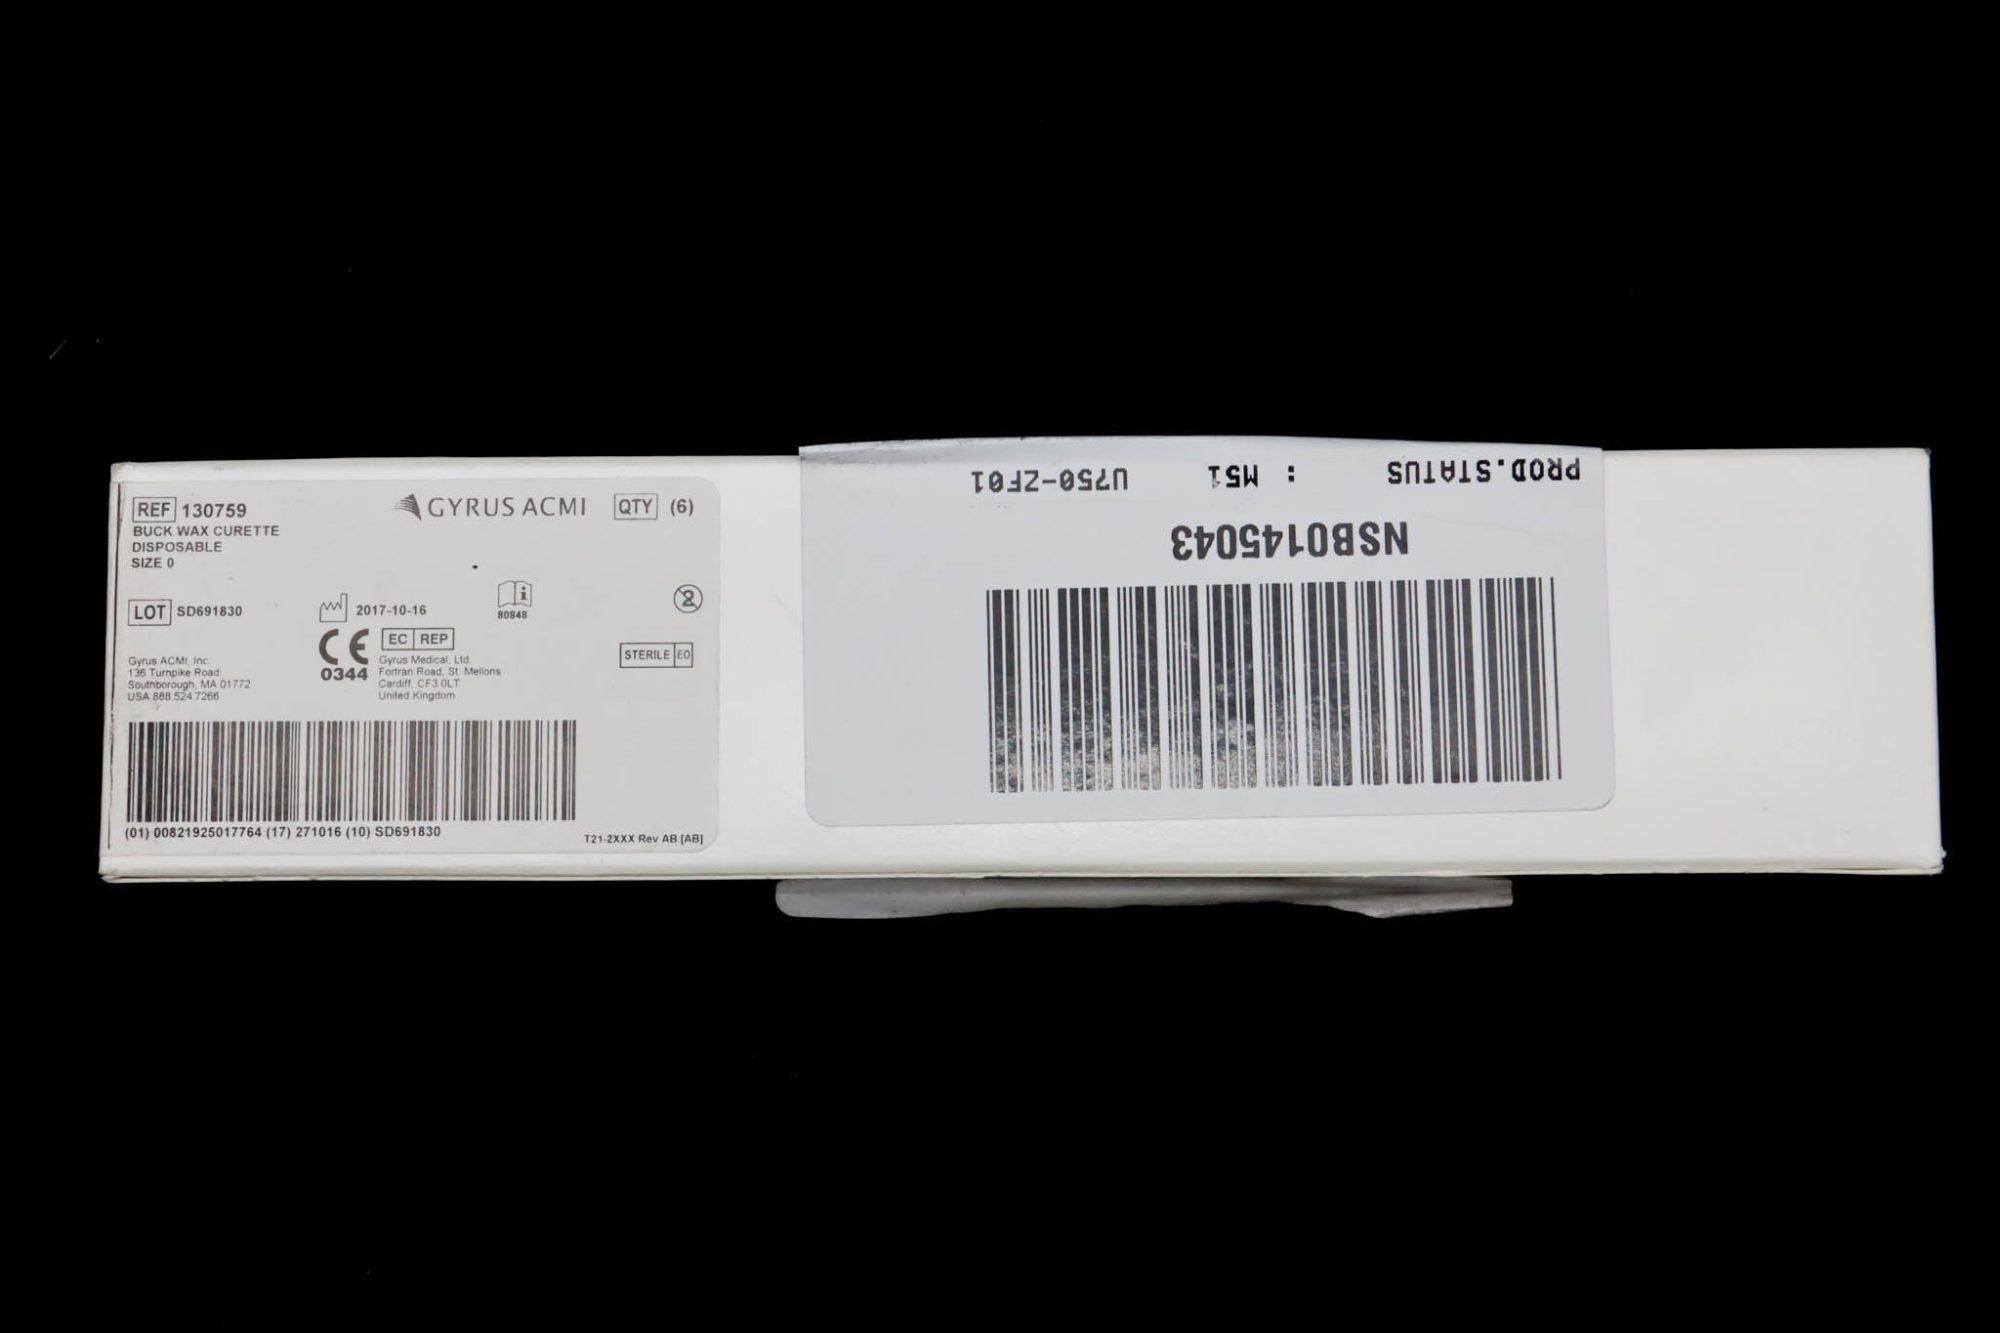 REF 130759
BUCK WAX CURETTE
DISPOSABLE
SIZE 0
GYRUS ACMI
QTY (6)
LOT SD691830
2017-10-16
i
80848
2
CE
0344
EC REP
STERILE EO
Gyrus ACMI, Inc.
136 Turnpike Road
Southborough, MA 01772
USA 888 524 7266
Gyrus Medical, Ltd
Fortran Road, St. Mellons
Cardiff, CF3 0LT
United Kingdom
(01) 00821925017764 (17) 271016 (10) SD691830
T21-2XXX Rev AB [AB]
PROD.STATUS : M51 U750-ZF01
NSB0145043